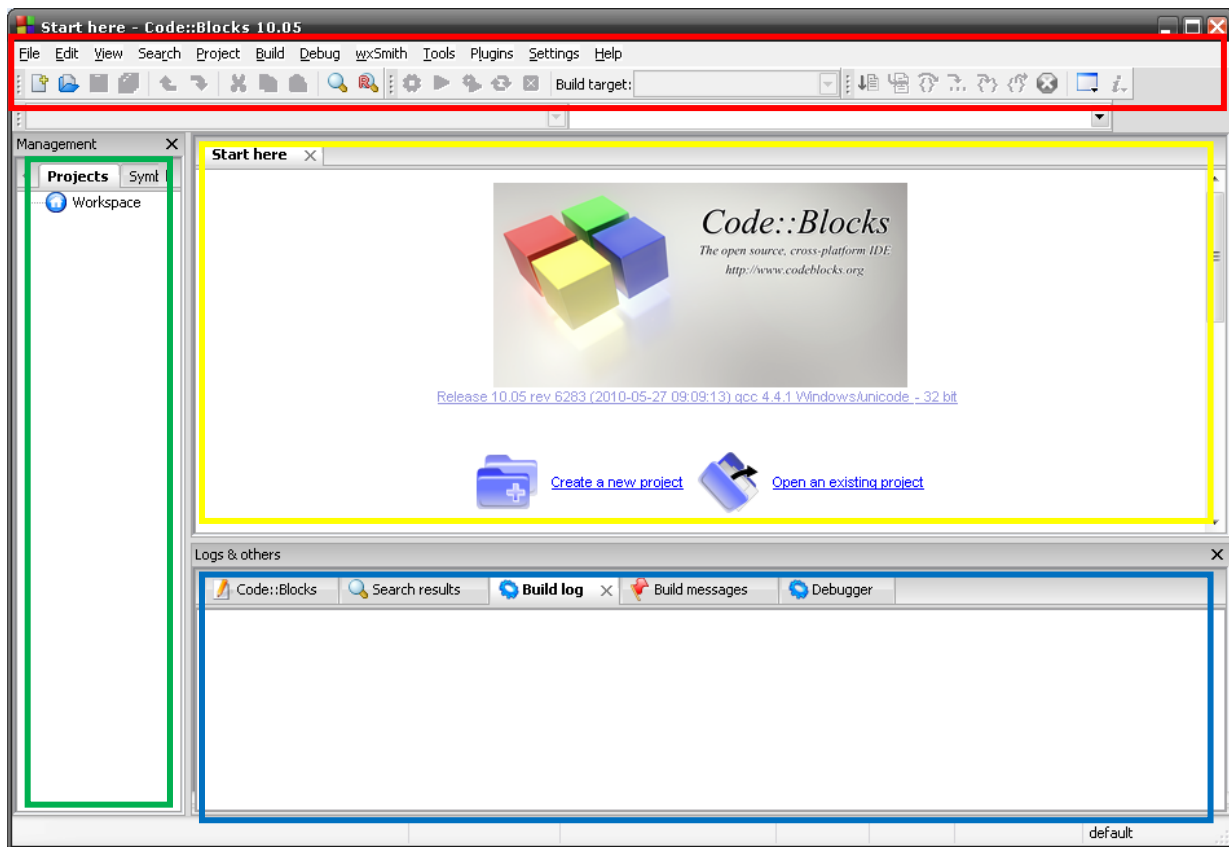 Start here - Code::Blocks 10.05
File Edit View Search Project Build Debug wxSmith Tools Plugins Settings Help
Build target:
Management
Start here
Projects Symb
Workspace
Code::Blocks
The open source, cross-platform IDE
http://www.codeblocks.org
Release 10.05 rev 6283 (2010-05-27 09:09:13) gcc 4.4.1 Windows/unicode - 32 bit
Create a new project Open an existing project
Logs & others
Code::Blocks Search results Build log Build messages Debugger
default